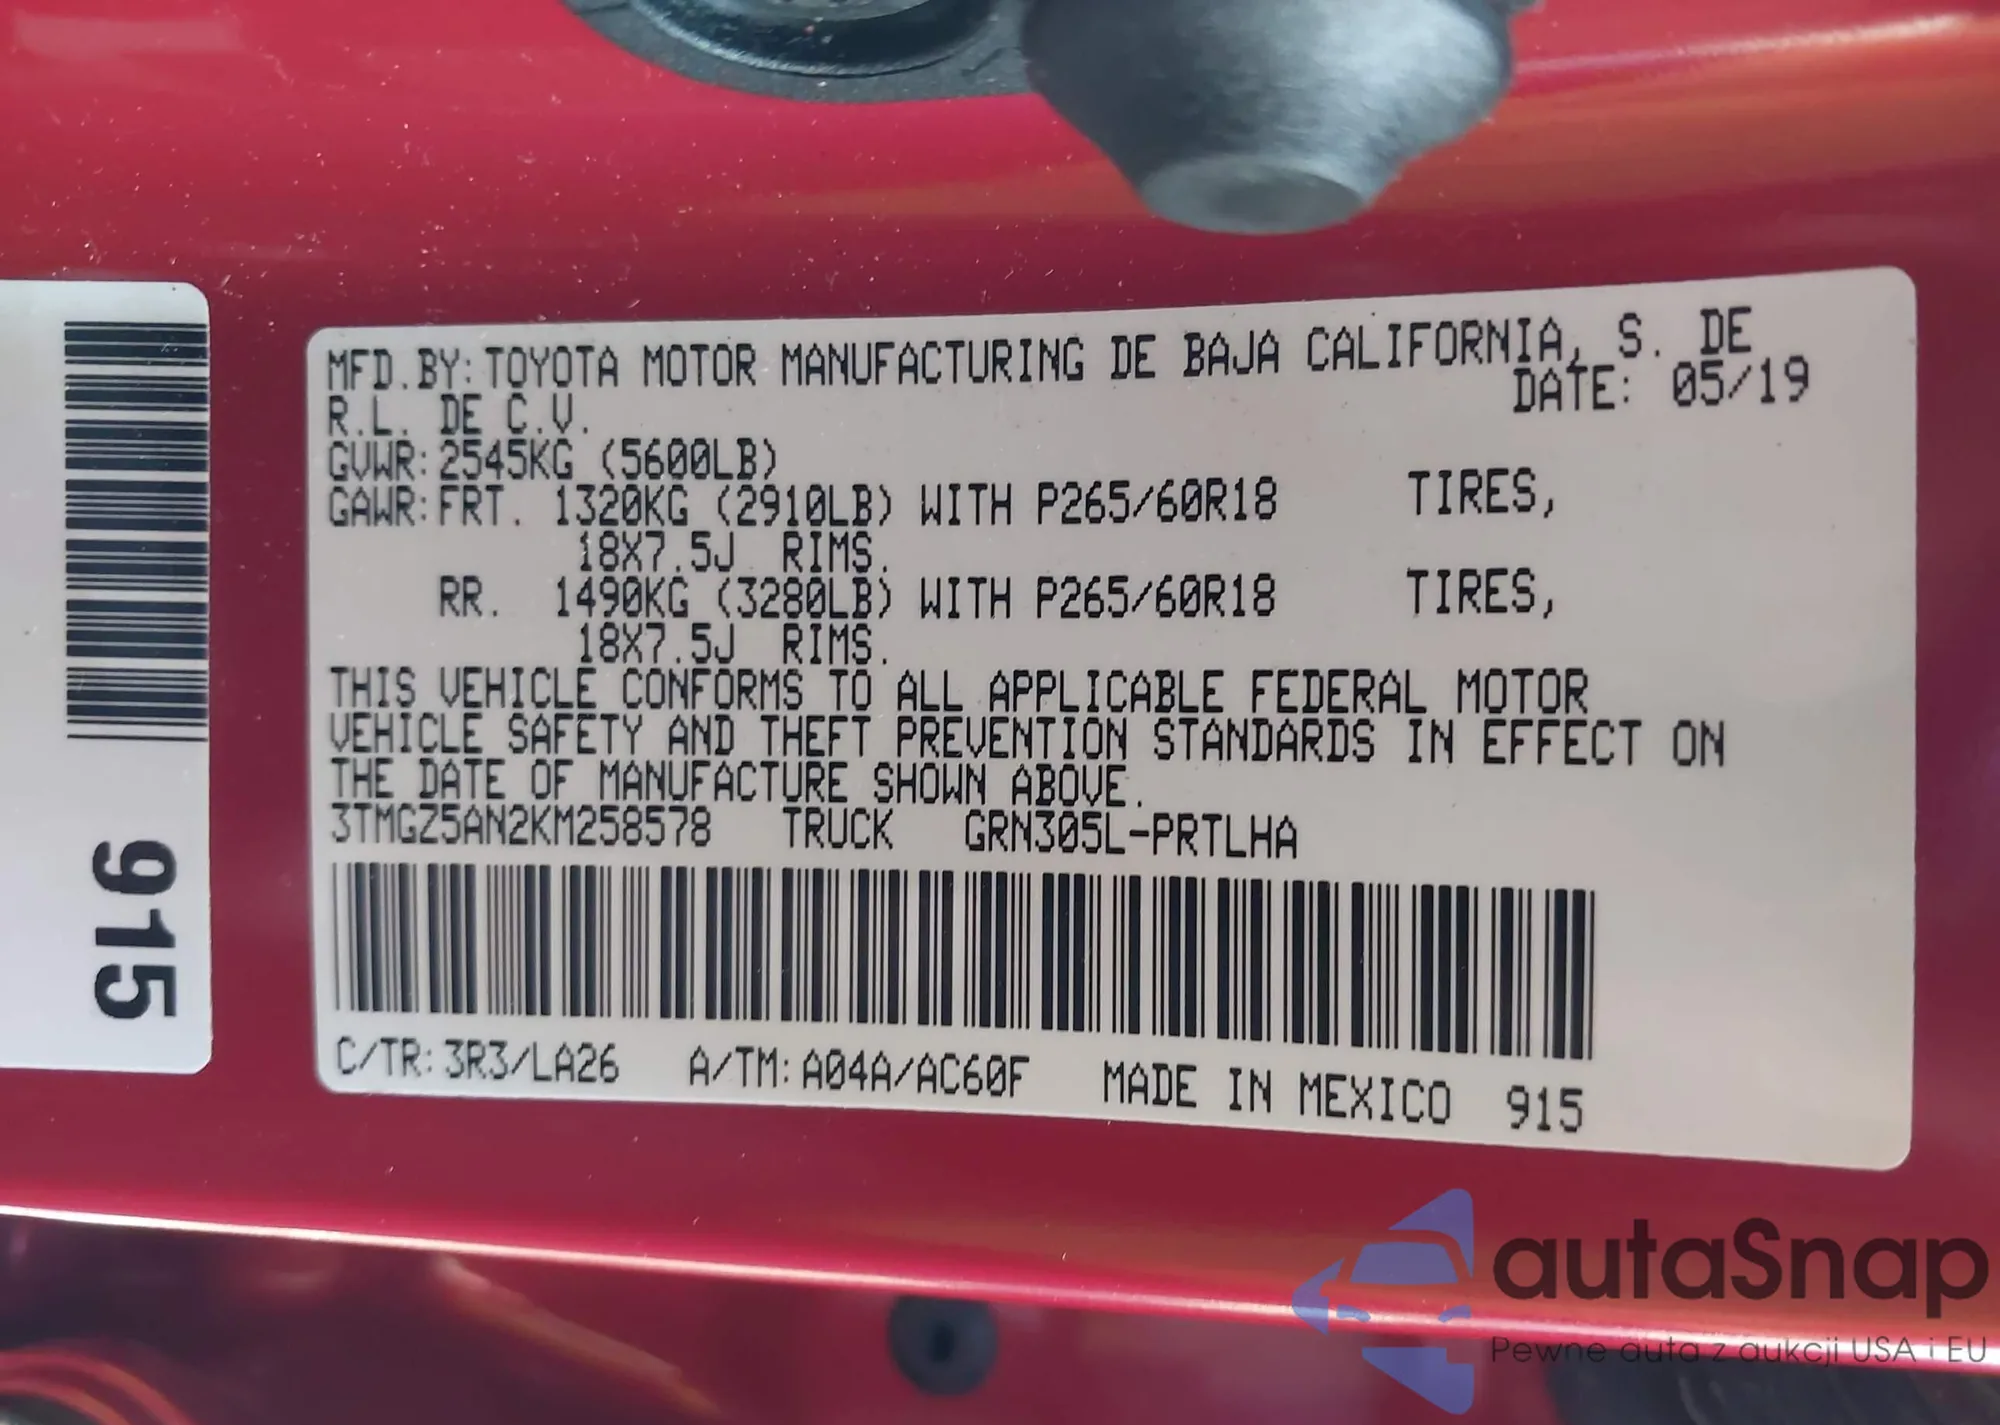 MFD.BY: TOYOTA MOTOR MANUFACTURING DE BAJA CALIFORNIA, S. DE
R.L. DE C.V. DATE: 05/19
GVWR: 2545KG (5600LB)
GAWR: FRT. 1320KG (2910LB) WITH P265/60R18 TIRES,
18X7.5J RIMS.
RR. 1490KG (3280LB) WITH P265/60R18 TIRES,
18X7.5J RIMS.
THIS VEHICLE CONFORMS TO ALL APPLICABLE FEDERAL MOTOR
VEHICLE SAFETY AND THEFT PREVENTION STANDARDS IN EFFECT ON
THE DATE OF MANUFACTURE SHOWN ABOVE.
3TMGZ5AN2KM258578 TRUCK GRN305L-PRTLHA
C/TR: 3R3/LA26 A/TM: A04A/AC60F MADE IN MEXICO 915
915
autaSnap
Pewne auta z aukcji USA i EU